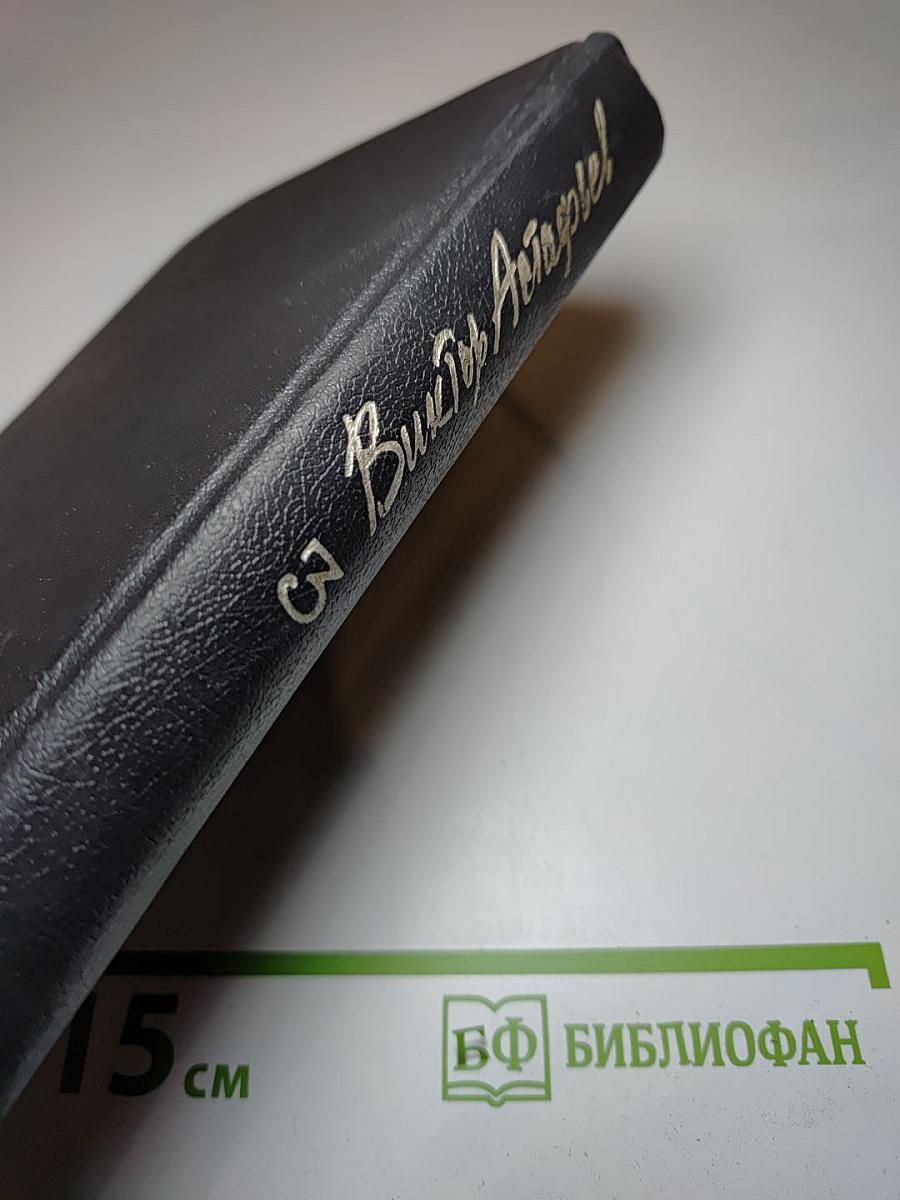 Виктор Астафьев
3
15 см
БФ БИБЛИОФАН